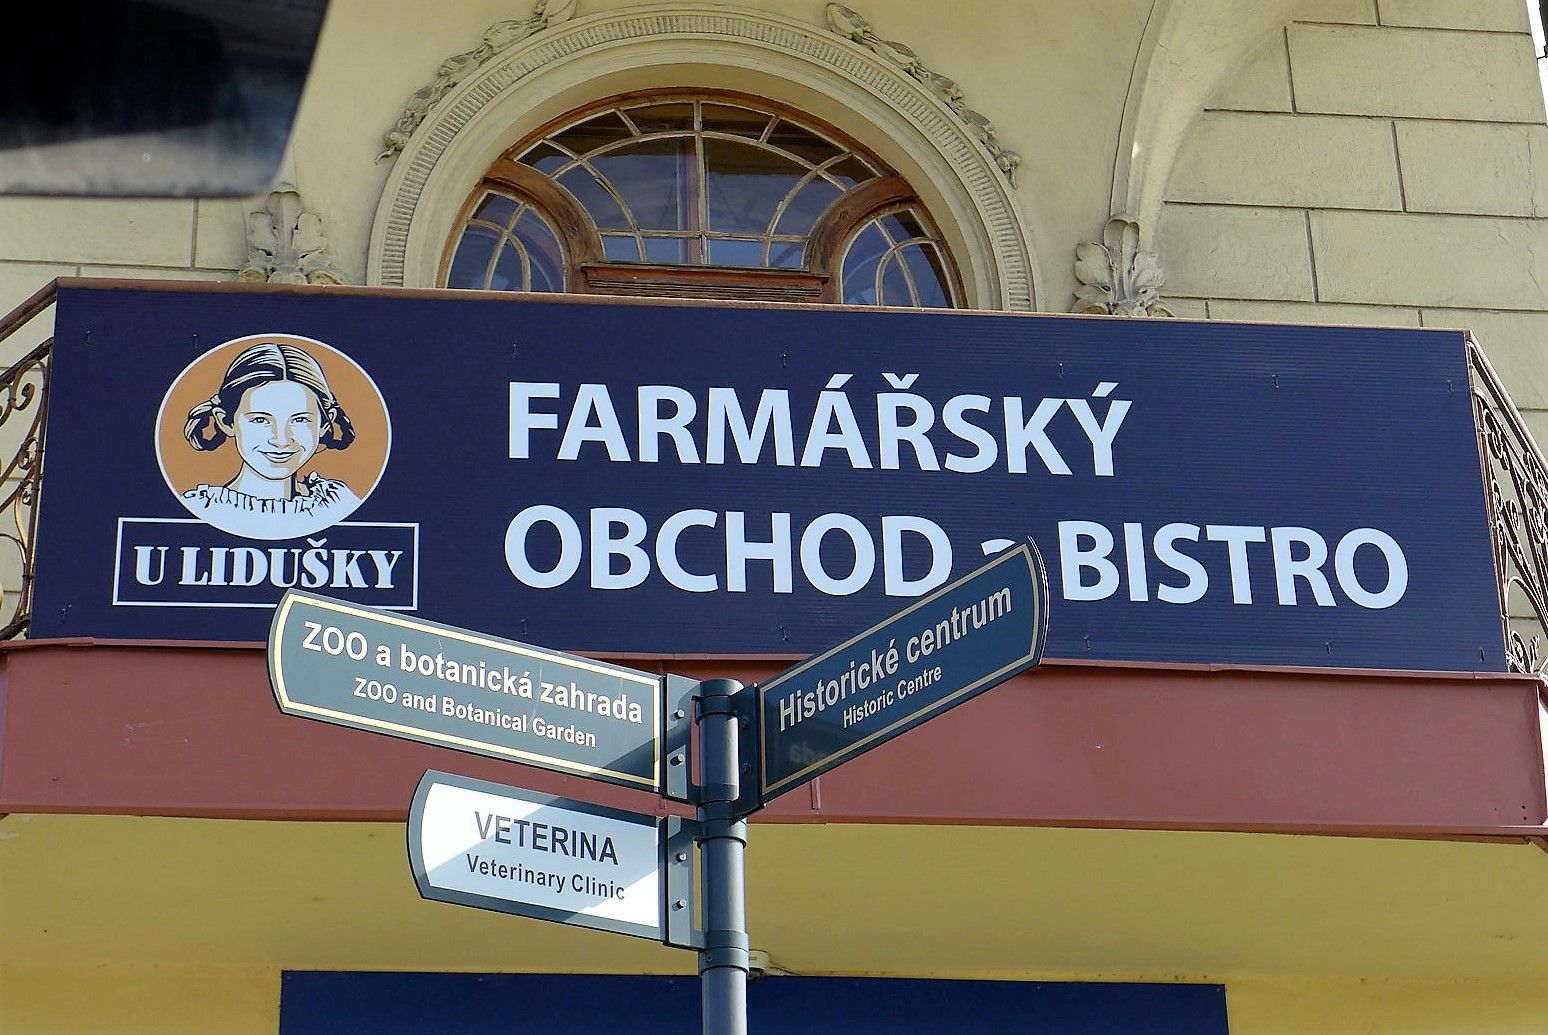 FARMÁŘSKÝ
OBCHOD a BISTRO
U LIDUŠKY
ZOO a botanická zahrada
ZOO and Botanical Garden
Historické centrum
Historic Centre
VETERINA
Veterinary Clinic